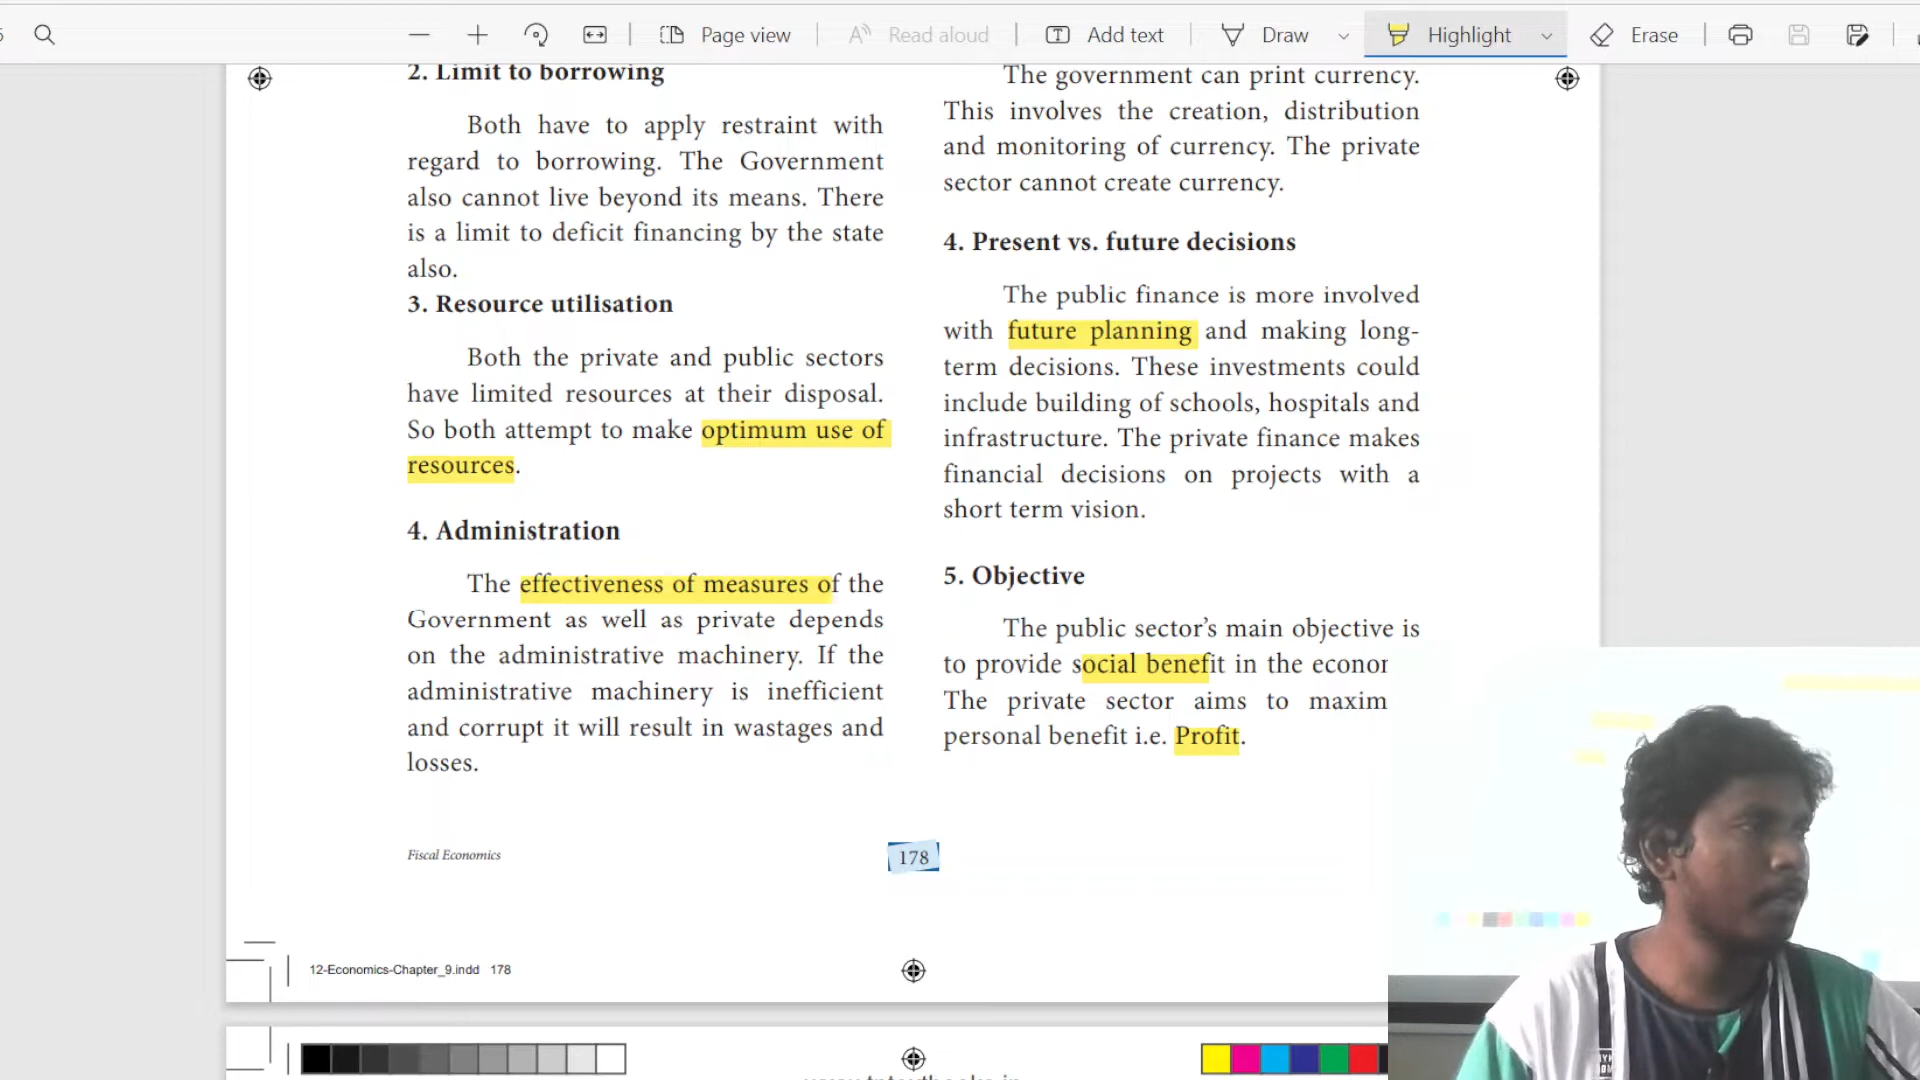 Page view
Read aloud
Add text
Draw
Highlight
Erase
2. Limit to borrowing
Both have to apply restraint with
regard to borrowing. The Government
also cannot live beyond its means. There
is a limit to deficit financing by the state
also.
3. Resource utilisation
Both the private and public sectors
have limited resources at their disposal.
So both attempt to make optimum use of
resources.
4. Administration
The effectiveness of measures of the
Government as well as private depends
on the administrative machinery. If the
administrative machinery is inefficient
and corrupt it will result in wastages and
losses.
The government can print currency.
This involves the creation, distribution
and monitoring of currency. The private
sector cannot create currency.
4. Present vs. future decisions
The public finance is more involved
with future planning and making long-
term decisions. These investments could
include building of schools, hospitals and
infrastructure. The private finance makes
financial decisions on projects with a
short term vision.
5. Objective
The public sector’s main objective is
to provide social benefit in the econom
The private sector aims to maxim
personal benefit i.e. Profit.
Fiscal Economics
178
12-Economics-Chapter_9.indd 178